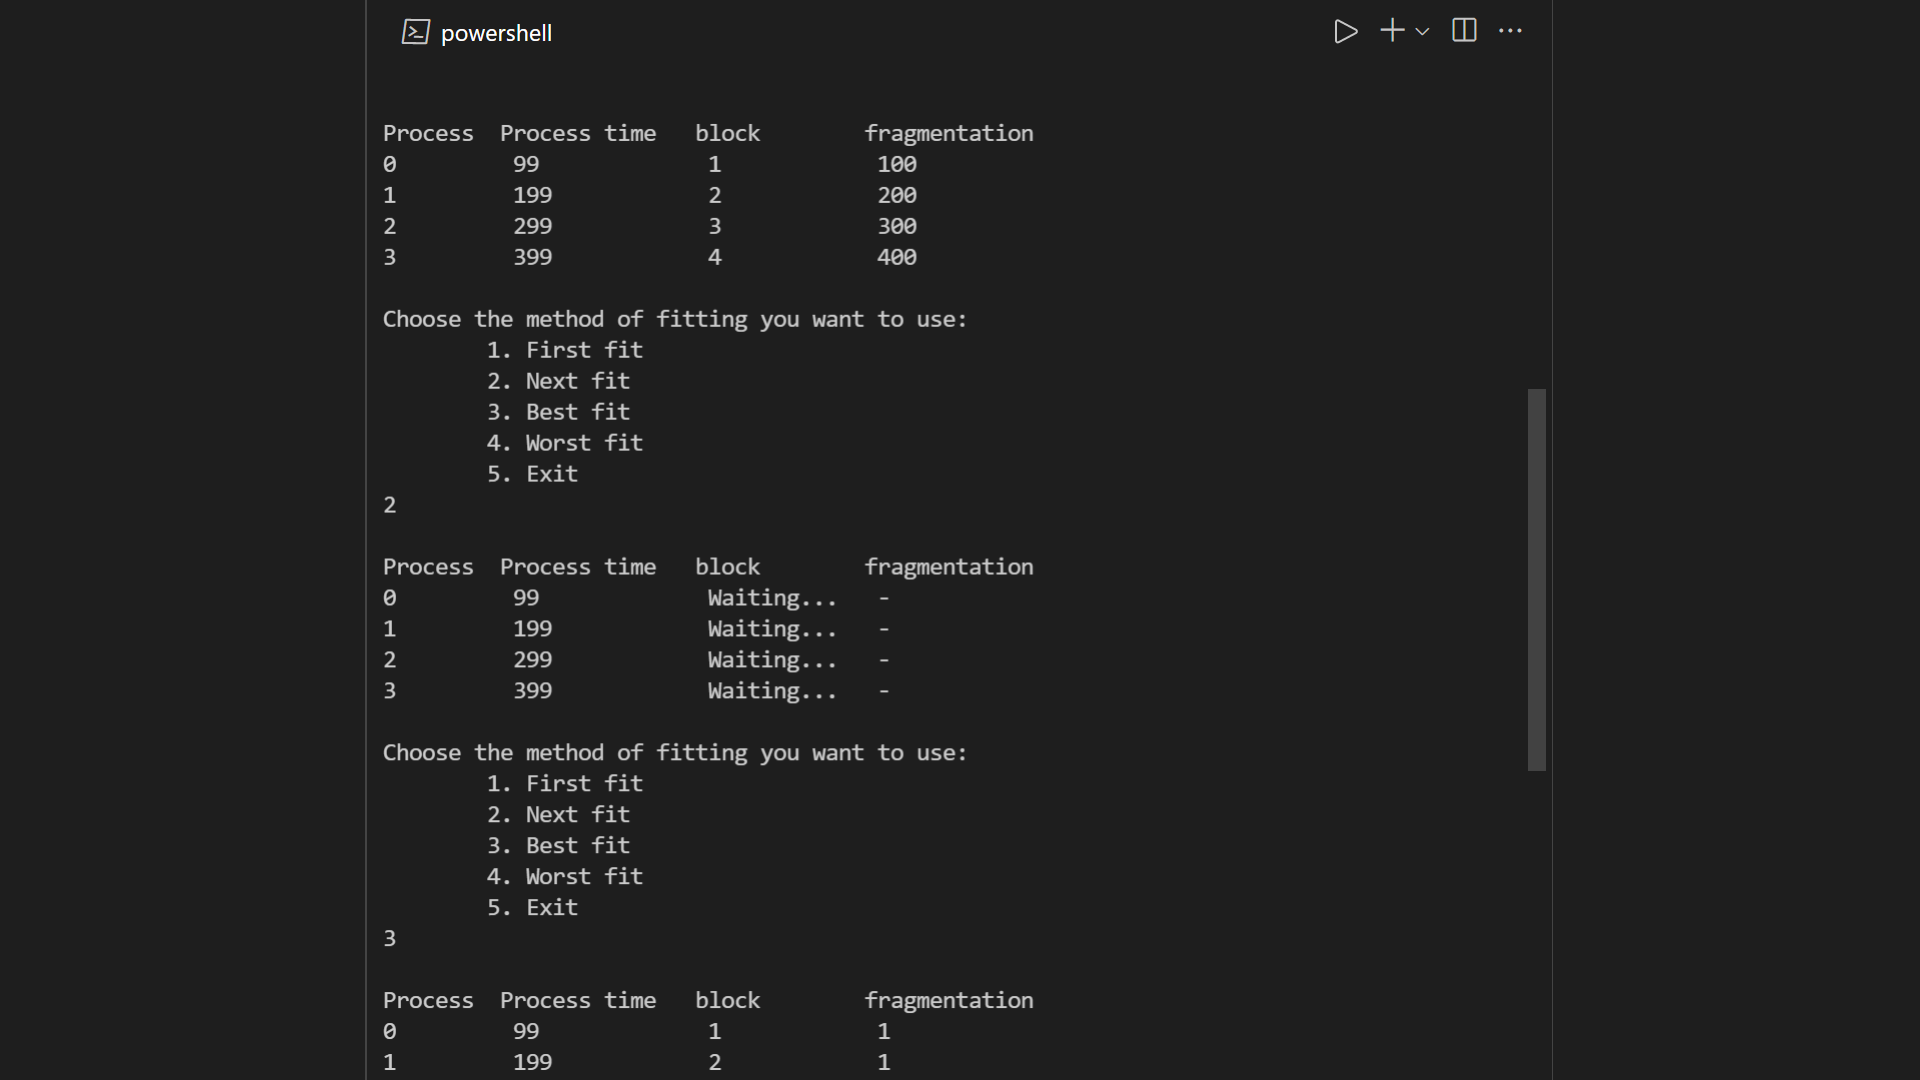 powershell
Process  Process time   block        fragmentation
0         99             1            100
1         199            2            200
2         299            3            300
3         399            4            400
Choose the method of fitting you want to use:
        1. First fit
        2. Next fit
        3. Best fit
        4. Worst fit
        5. Exit
2
Process  Process time   block        fragmentation
0         99             Waiting...   -
1         199            Waiting...   -
2         299            Waiting...   -
3         399            Waiting...   -
Choose the method of fitting you want to use:
        1. First fit
        2. Next fit
        3. Best fit
        4. Worst fit
        5. Exit
3
Process  Process time   block        fragmentation
0         99             1            1
1         199            2            1